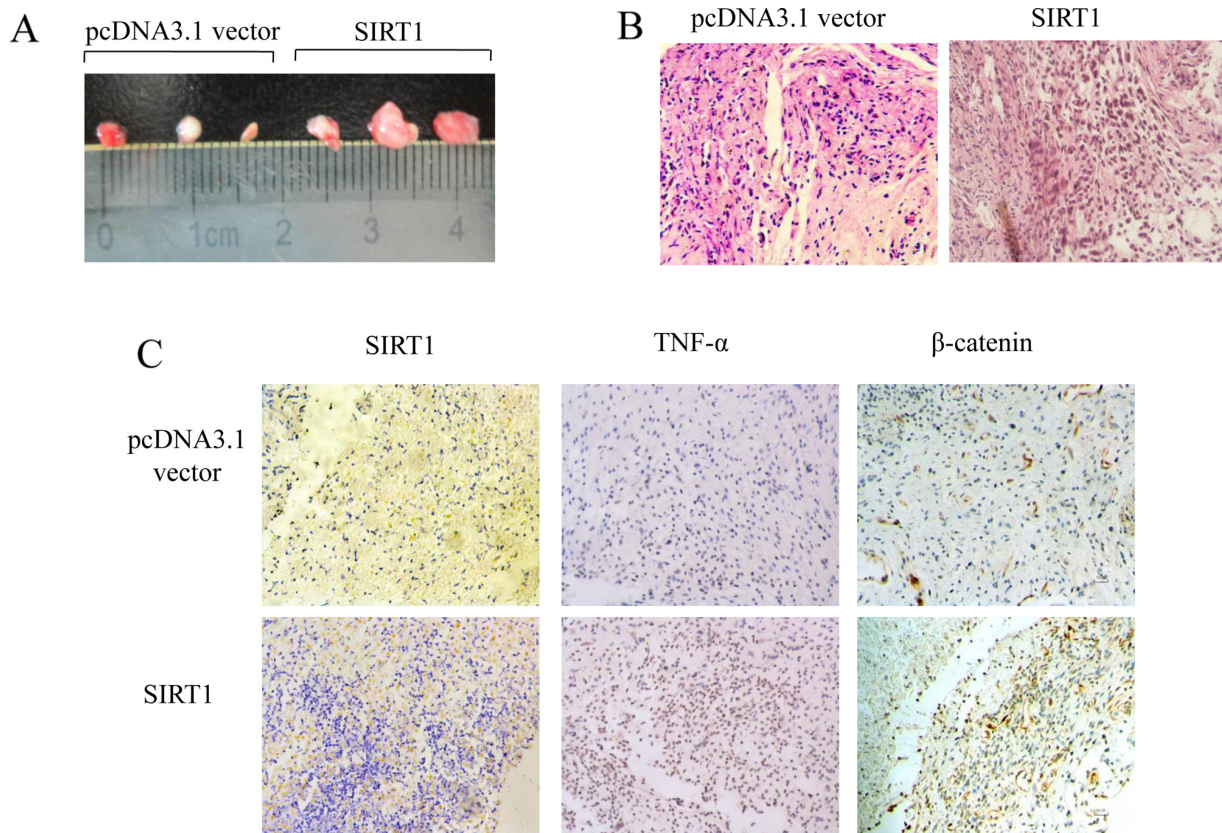 A
pcDNA3.1 vector
SIRT1
0 1cm 2 3 4
B
pcDNA3.1 vector
SIRT1
C
SIRT1
TNF-α
β-catenin
pcDNA3.1
vector
SIRT1